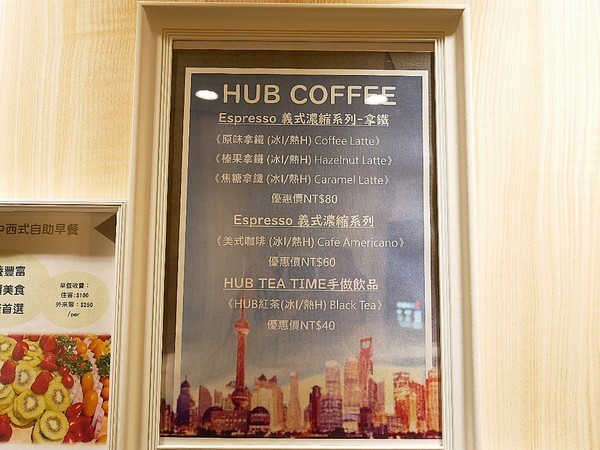 HUB COFFEE
Espresso 義式濃縮系列-拿鐵
《原味拿鐵 (冰I/熱H) Coffee Latte》
《榛果拿鐵 (冰I/熱H) Hazelnut Latte》
《焦糖拿鐵 (冰I/熱H) Caramel Latte》
優惠價NT$80
Espresso 義式濃縮系列
《美式咖啡 (冰I/熱H) Café Americano》
優惠價NT$60
HUB TEA TIME手做飲品
《HUB紅茶(冰I/熱H) Black Tea》
優惠價NT$40
中西式自助早餐
豐富
美食
首選
早餐收費：
住客:$100
外來客：$250
/per